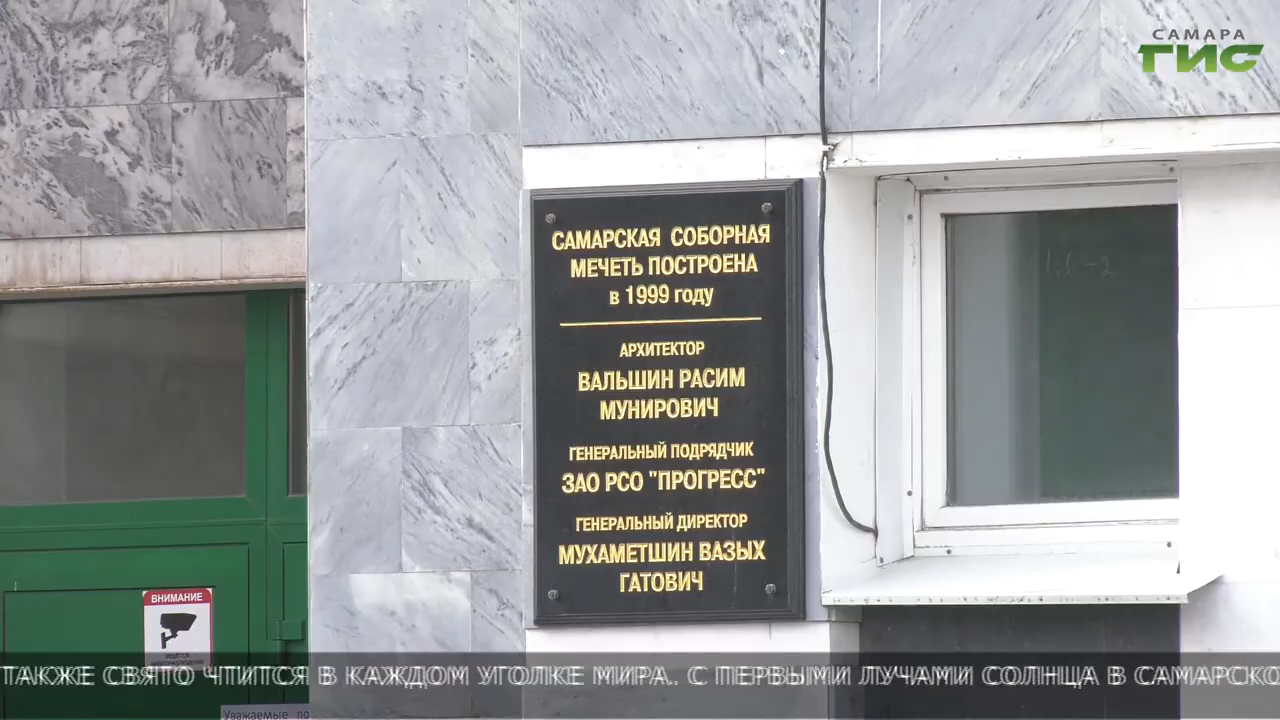 САМАРА
ГИС
САМАРСКАЯ СОБОРНАЯ
МЕЧЕТЬ ПОСТРОЕНА
в 1999 году
АРХИТЕКТОР
ВАЛЬШИН РАСИМ
МУНИРОВИЧ
ГЕНЕРАЛЬНЫЙ ПОДРЯДЧИК
ЗАО РСО "ПРОГРЕСС"
ГЕНЕРАЛЬНЫЙ ДИРЕКТОР
МУХАМЕТШИН ВАЗЫХ
ГАТОВИЧ
ВНИМАНИЕ
ТАКЖЕ СВЯТО ЧТИТСЯ В КАЖДОМ УГОЛКЕ МИРА. С ПЕРВЫМИ ЛУЧАМИ СОЛНЦА В САМАРСКО
Уважаемые по